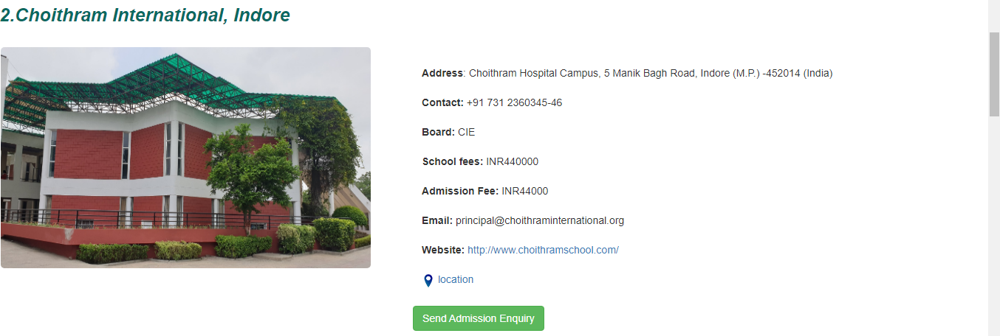 2.Choithram International, Indore
Address: Choithram Hospital Campus, 5 Manik Bagh Road, Indore (M.P.) -452014 (India)
Contact: +91 731 2360345-46
Board: CIE
School fees: INR440000
Admission Fee: INR44000
Email: principal@choithraminternational.org
Website: http://www.choithramschool.com/
location
Send Admission Enquiry